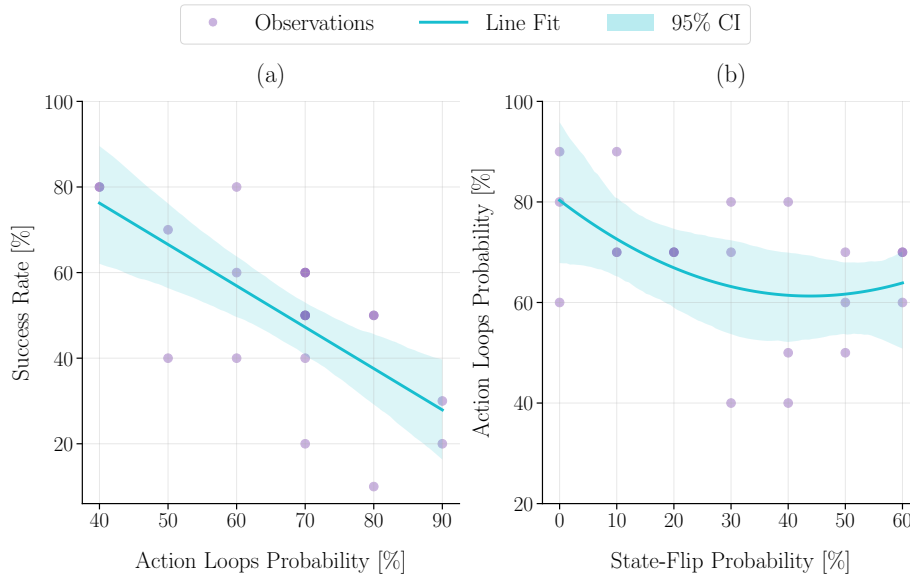 Observations Line Fit 95% CI
(a)
100
80
60
40
20
40 50 60 70 80 90
Success Rate [%]
Action Loops Probability [%]
(b)
100
80
60
40
20
0 10 20 30 40 50 60
Action Loops Probability [%]
State-Flip Probability [%]